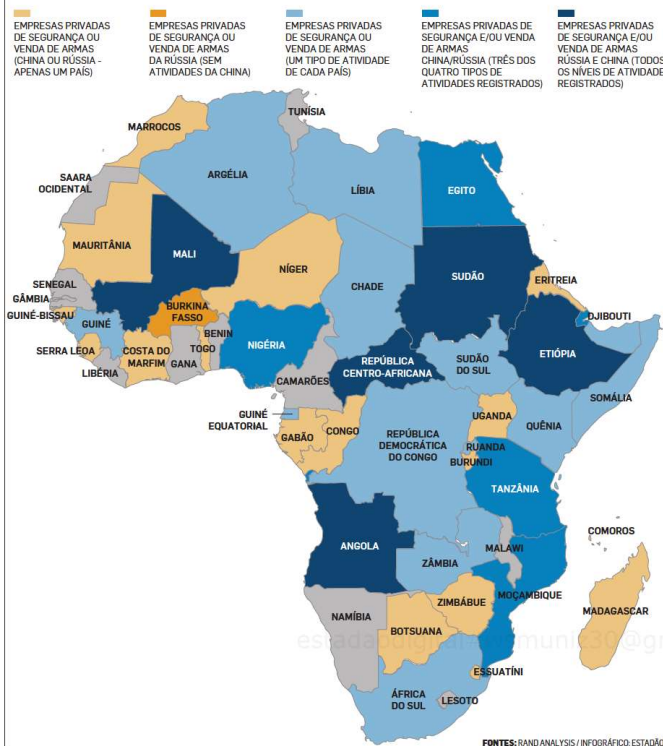 EMPRESAS PRIVADAS
DE SEGURANÇA OU
VENDA DE ARMAS
(CHINA OU RÚSSIA -
APENAS UM PAÍS)
EMPRESAS PRIVADAS
DE SEGURANÇA OU
VENDA DE ARMAS
DA RÚSSIA (SEM
ATIVIDADES DA CHINA)
EMPRESAS PRIVADAS
DE SEGURANÇA OU
VENDA DE ARMAS
(UM TIPO DE ATIVIDADE
DE CADA PAÍS)
EMPRESAS PRIVADAS DE
SEGURANÇA E/OU VENDA
DE ARMAS
CHINA/RÚSSIA (TRÊS DOS
QUATRO TIPOS DE
ATIVIDADES REGISTRADOS)
EMPRESAS PRIVADAS
DE SEGURANÇA E/OU
VENDA DE ARMAS
RÚSSIA E CHINA (TODOS
OS NÍVEIS DE ATIVIDADE
REGISTRADOS)
TUNÍSIA
MARROCOS
ARGÉLIA
LÍBIA
EGITO
SAARA
OCIDENTAL
MAURITÂNIA
MALI
NÍGER
CHADE
SUDÃO
ERITREIA
SENEGAL
GÂMBIA
GUINÉ-BISSAU
GUINÉ
BURKINA
FASSO
BENIN
DJIBOUTI
SERRA LEOA
COSTA DO
MARFIM
LIBÉRIA
GANA
TOGO
NIGÉRIA
CAMARÕES
REPÚBLICA
CENTRO-AFRICANA
SUDÃO
DO SUL
ETIÓPIA
SOMÁLIA
GUINÉ
EQUATORIAL
GABÃO
CONGO
REPÚBLICA
DEMOCRÁTICA
DO CONGO
UGANDA
RUANDA
BURUNDI
QUÊNIA
TANZÂNIA
COMOROS
ANGOLA
ZÂMBIA
MALAWI
MOÇAMBIQUE
MADAGASCAR
NAMÍBIA
ZIMBÁBUE
BOTSUANA
ESSUATÍNI
ÁFRICA
DO SUL
LESOTO
FONTES: RAND ANALYSIS / INFOGRÁFICO: ESTADÃO